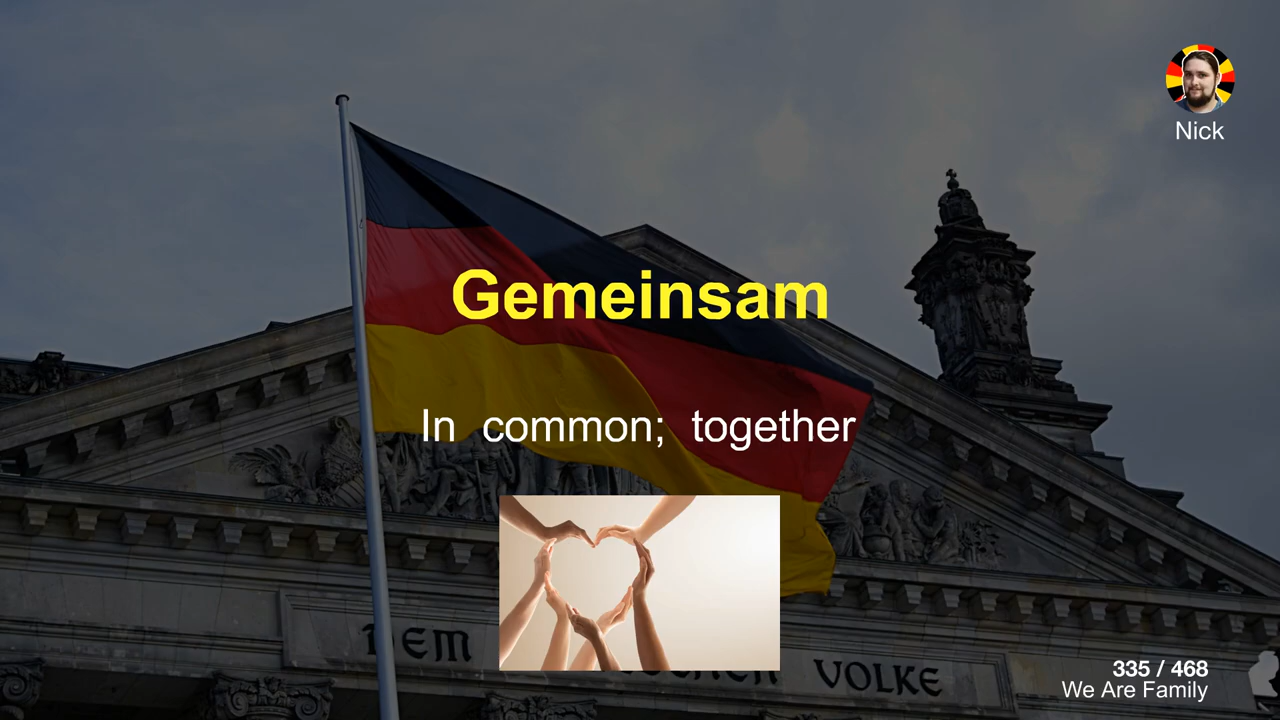 Nick
Gemeinsam
In common; together
DEM
VOLKE
335 / 468
We Are Family